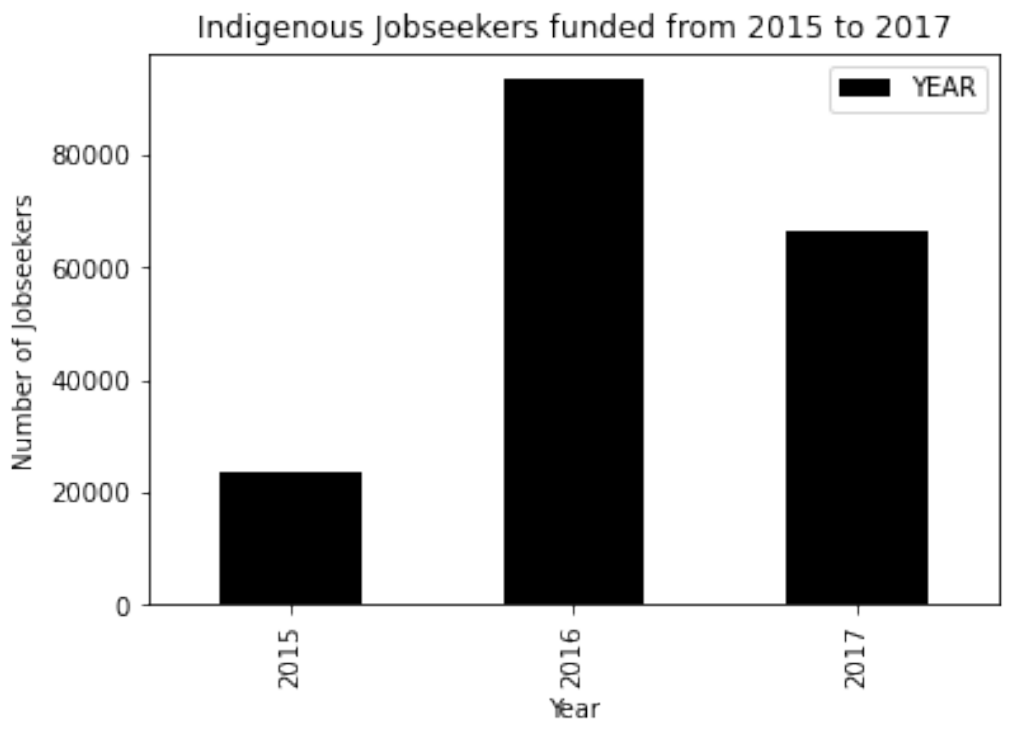 Indigenous Jobseekers funded from 2015 to 2017
YEAR
Number of Jobseekers
80000
60000
40000
20000
0
2015
2016
2017
Year